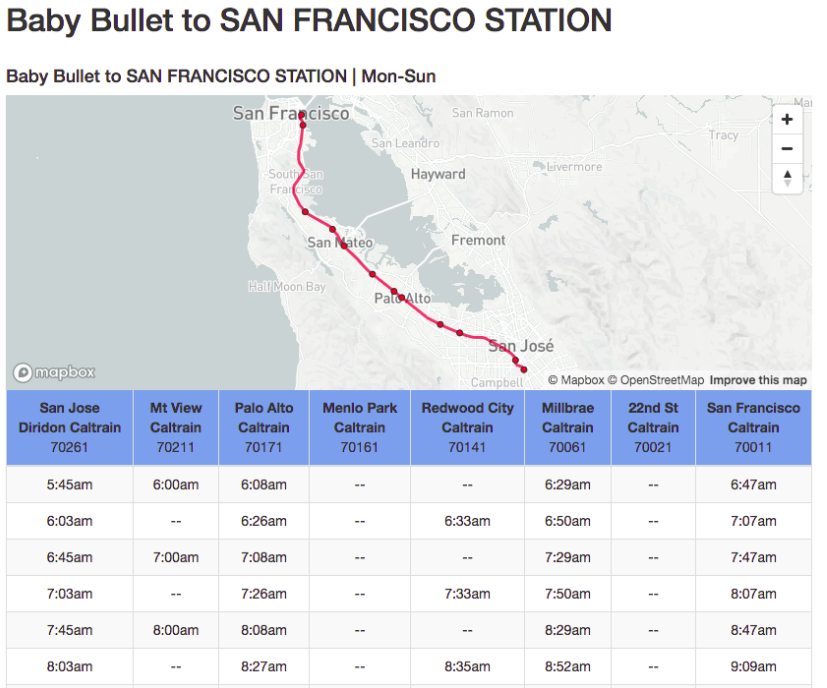 Baby Bullet to SAN FRANCISCO STATION
Baby Bullet to SAN FRANCISCO STATION | Mon-Sun
San Francisco
San Ramon
Tracy
San Leandro
Livermore
Hayward
South San
Francisco
San Mateo
Fremont
Half Moon Bay
Palo Alto
San José
Campbell
mapbox
© Mapbox © OpenStreetMap Improve this map
San Jose Mt View Palo Alto Menlo Park Redwood City Millbrae 22nd St San Francisco
Diridon Caltrain Caltrain Caltrain Caltrain Caltrain Caltrain Caltrain Caltrain
70261 70211 70171 70161 70141 70061 70021 70011
5:45am 6:00am 6:08am -- -- 6:29am -- 6:47am
6:03am -- 6:26am -- 6:33am 6:50am -- 7:07am
6:45am 7:00am 7:08am -- -- 7:29am -- 7:47am
7:03am -- 7:26am -- 7:33am 7:50am -- 8:07am
7:45am 8:00am 8:08am -- -- 8:29am -- 8:47am
8:03am -- 8:27am -- 8:35am 8:52am -- 9:09am